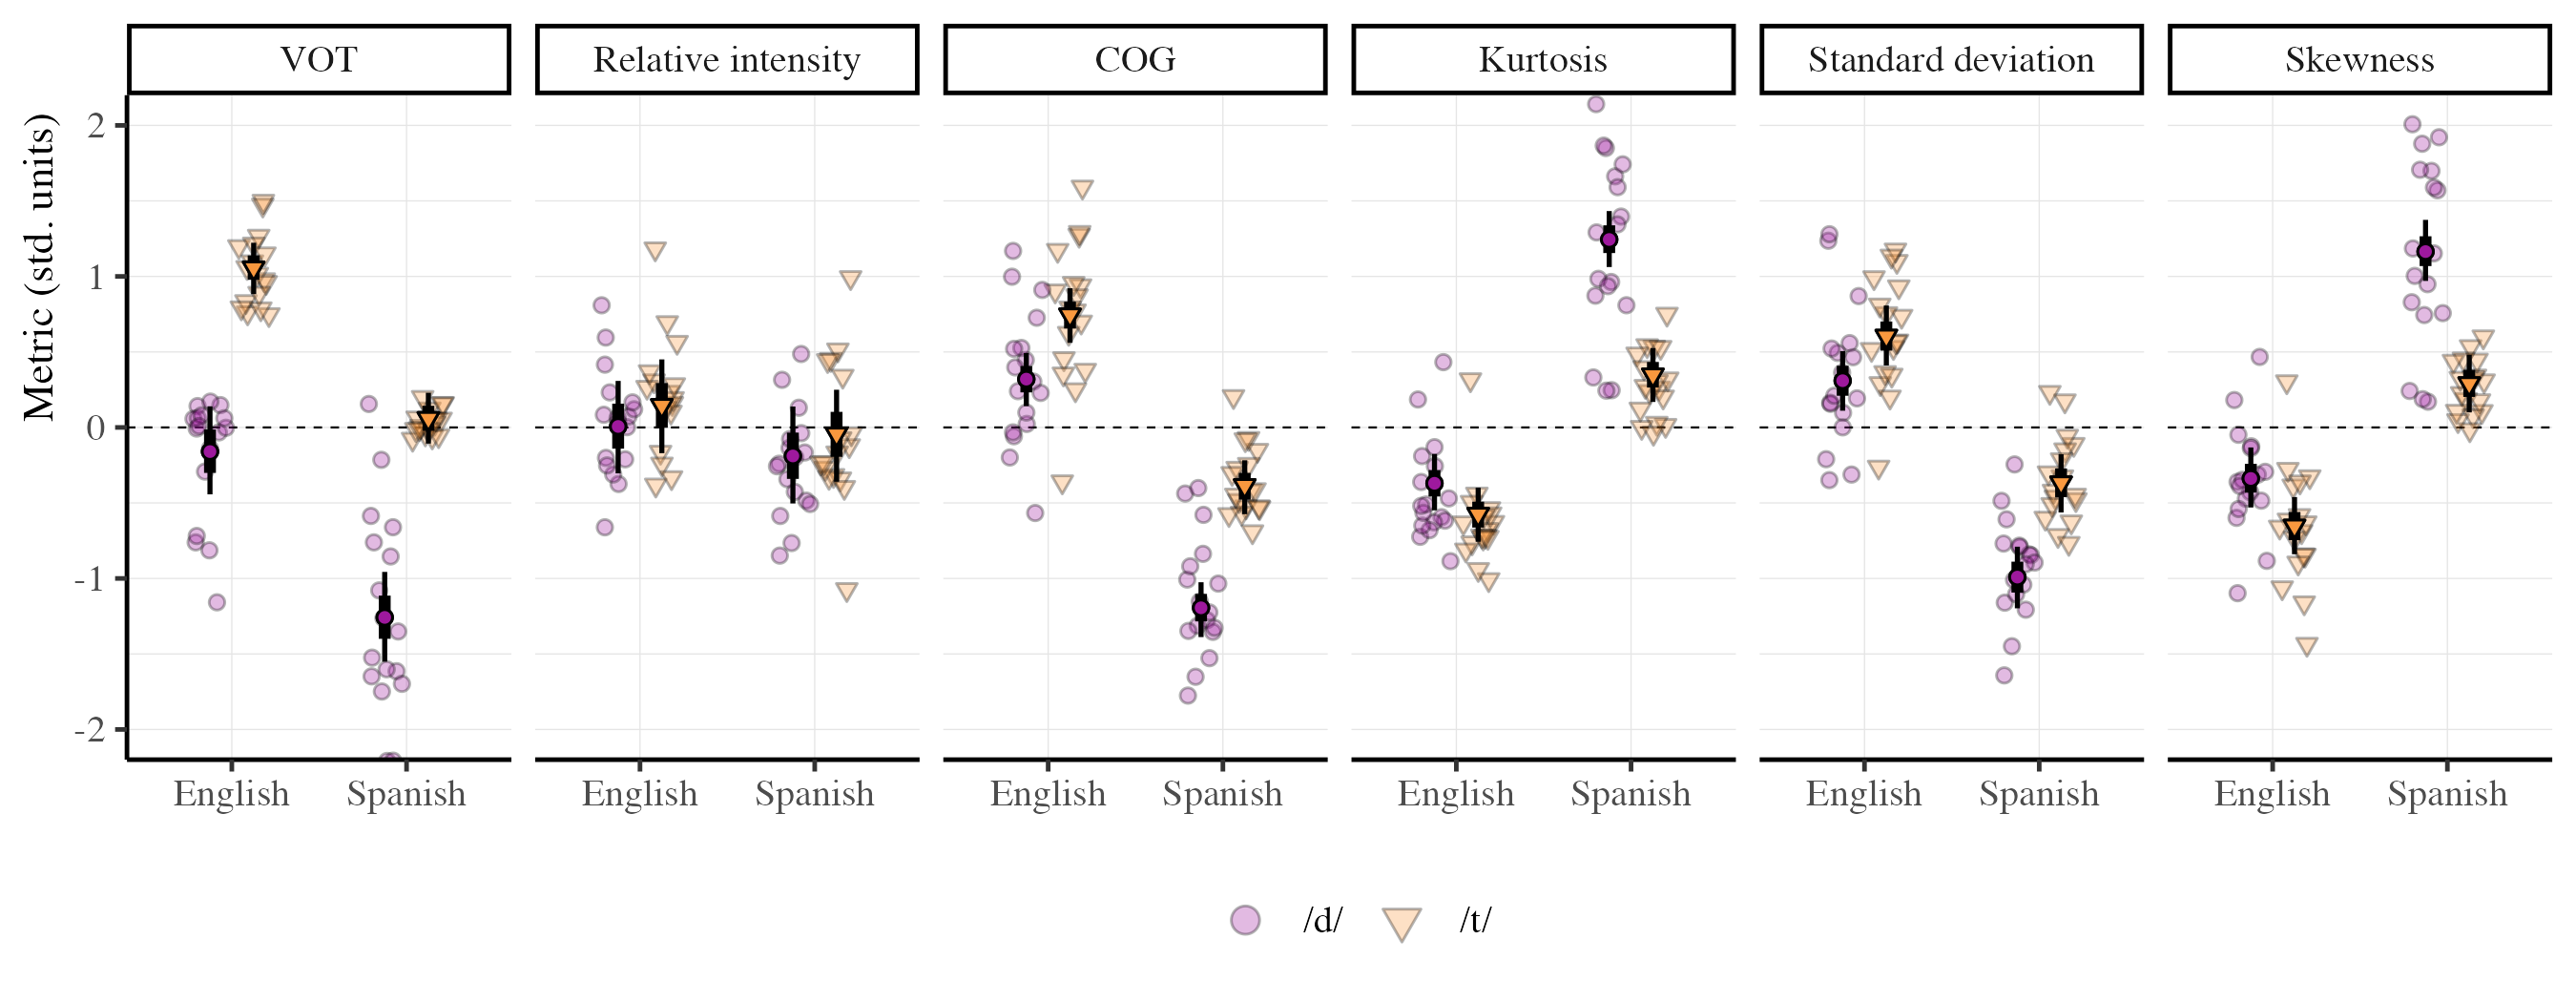 VOT Relative intensity COG Kurtosis Standard deviation Skewness
Metric (std. units)
2
1
0
-1
-2
English Spanish English Spanish English Spanish English Spanish English Spanish English Spanish
/d/ /t/